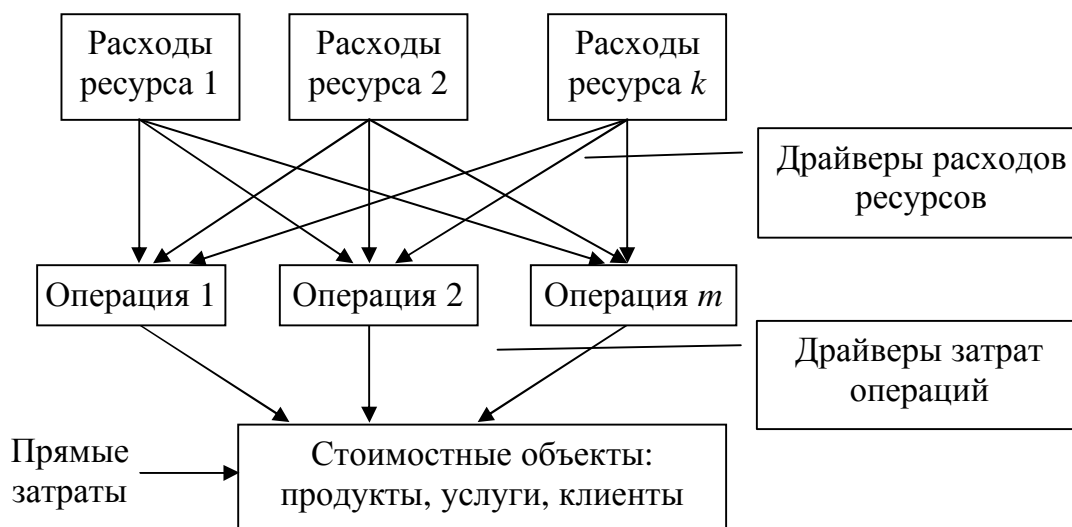 Расходы
ресурса 1
Расходы
ресурса 2
Расходы
ресурса k
Драйверы расходов
ресурсов
Операция 1
Операция 2
Операция m
Драйверы затрат
операций
Прямые
затраты
Стоимостные объекты:
продукты, услуги, клиенты